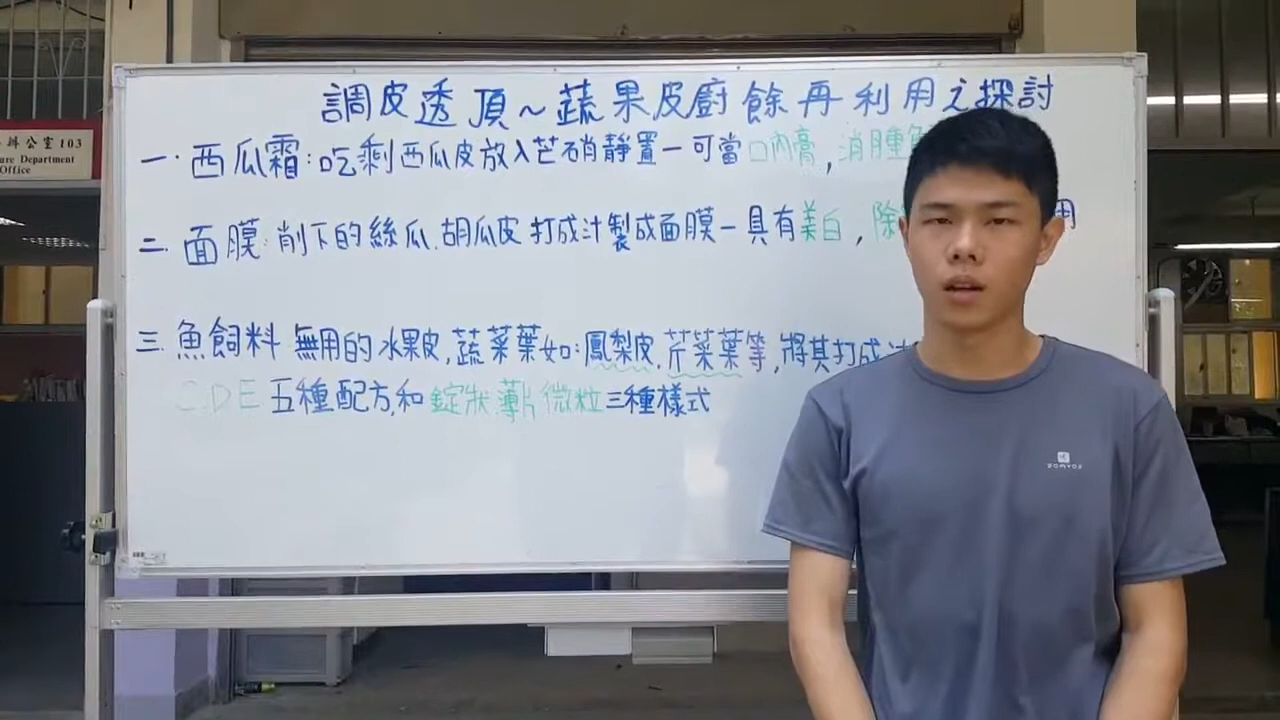 調皮透頂~蔬果皮廚餘再利用之探討
一.西瓜霜:吃剩西瓜皮放入芒硝靜置-可當口內膏,消腫
二.面膜:削下的絲瓜.胡瓜皮打成汁製成面膜-具有美白,除 用
三.魚飼料 無用的水果皮,蔬菜葉如:鳳梨皮.芹菜葉等,將其打成
C.D.E五種配方和錠狀.薄片.微粒三種樣式
辦公室103
ure Department
Office
DOMYOS